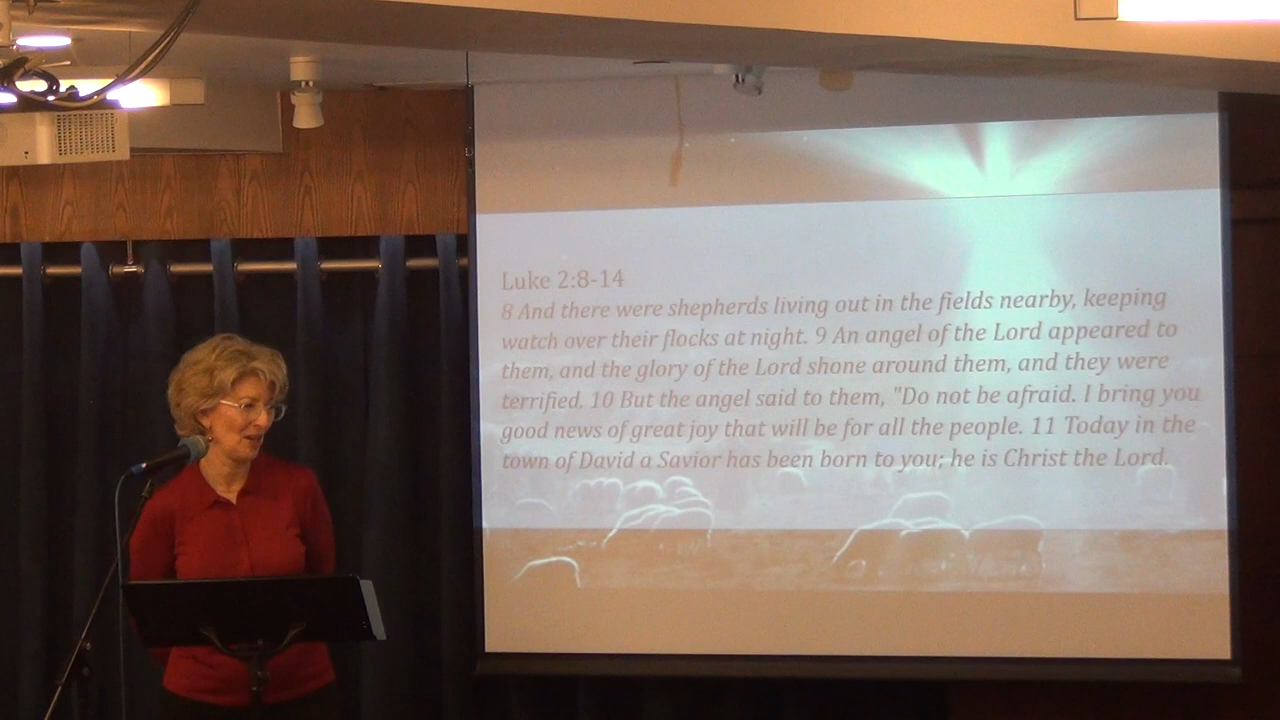 Luke 2:8-14
8 And there were shepherds living out in the fields nearby, keeping
watch over their flocks at night. 9 An angel of the Lord appeared to
them, and the glory of the Lord shone around them, and they were
terrified. 10 But the angel said to them, "Do not be afraid. I bring you
good news of great joy that will be for all the people. 11 Today in the
town of David a Savior has been born to you; he is Christ the Lord.